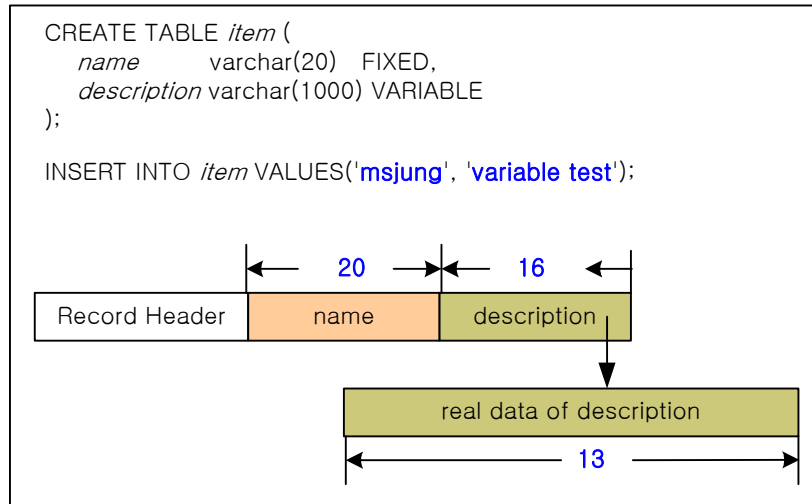 CREATE TABLE item (
name varchar(20) FIXED,
description varchar(1000) VARIABLE
);
INSERT INTO item VALUES('msjung', 'variable test');
20 16
Record Header name description
real data of description
13